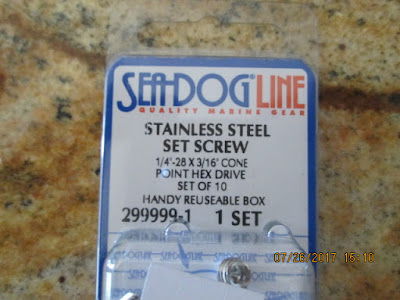 SEA-DOG LINE
QUALITY MARINE GEAR
STAINLESS STEEL
SET SCREW
1/4'-28 X 3/16' CONE
POINT HEX DRIVE
SET OF 10
HANDY REUSEABLE BOX
299999-1 1 SET
07/26/2017 15:10